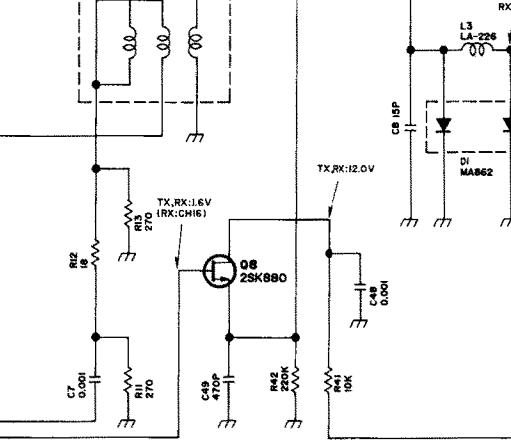 RX
L3
LA-226
C8 15P
D1
MA862
TX,RX:12.0V
TX,RX:1.6V
(RX:CH16)
R13
270
R12
18
Q8
2SK880
C48
0.001
C7
0.001
R11
270
C49
470P
R42
220K
R41
10K